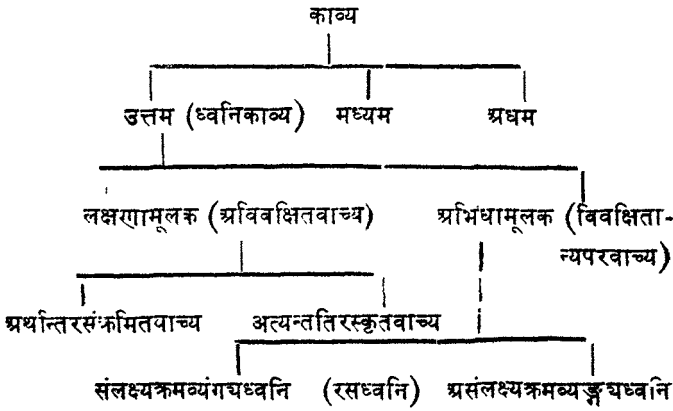 काव्य
उत्तम (ध्वनिकाव्य) मध्यम अधम
लक्षणामूलक (अविवक्षितवाच्य) अभिधामूलक (विवक्षिता-
न्यपरवाच्य)
अर्थान्तरसंक्रमितवाच्य अत्यन्ततिरस्कृतवाच्य
संलक्ष्यक्रमव्यंगयध्वनि (रसध्वनि) असंलक्ष्यक्रमव्यङ्गयध्वनि